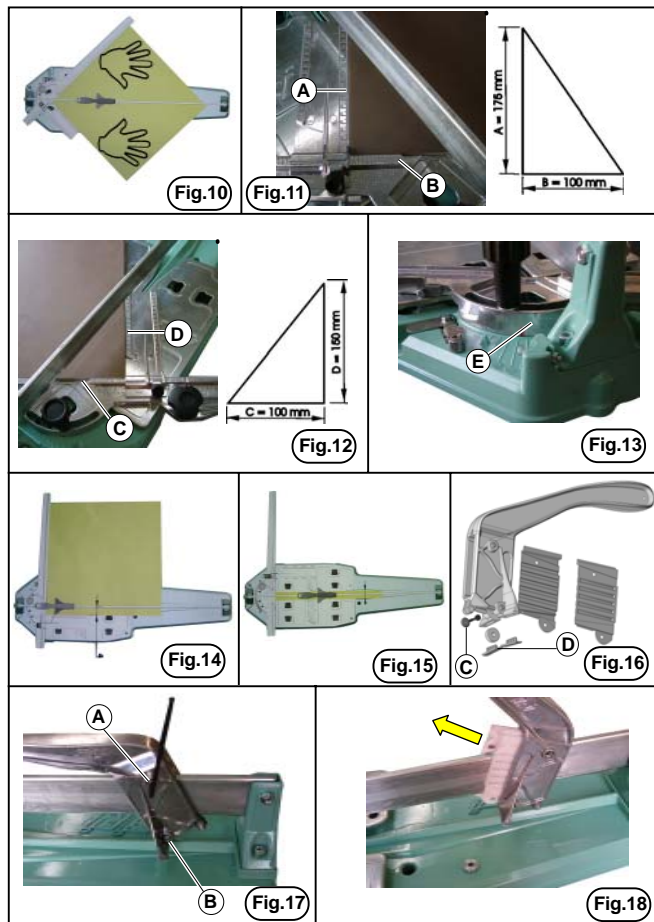 Fig.10
A
B
Fig.11
A = 175 mm
B = 100 mm
C
D
D = 150 mm
C = 100 mm
Fig.12
E
Fig.13
Fig.14
Fig.15
C
D
Fig.16
A
B
Fig.17
Fig.18